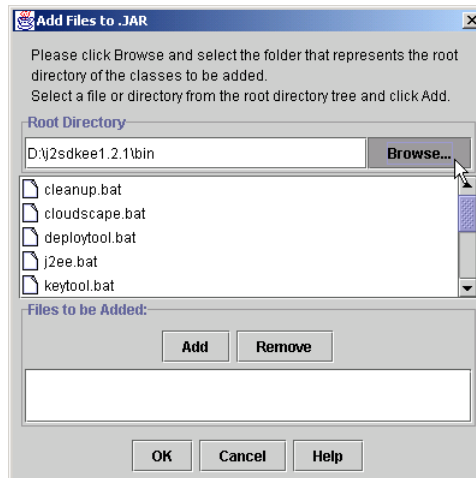 Add Files to .JAR
Please click Browse and select the folder that represents the root
directory of the classes to be added.
Select a file or directory from the root directory tree and click Add.
Root Directory
D:\j2sdkee1.2.1\bin
Browse...
cleanup.bat
cloudscape.bat
deploytool.bat
j2ee.bat
keytool.bat
Files to be Added:
Add Remove
OK Cancel Help